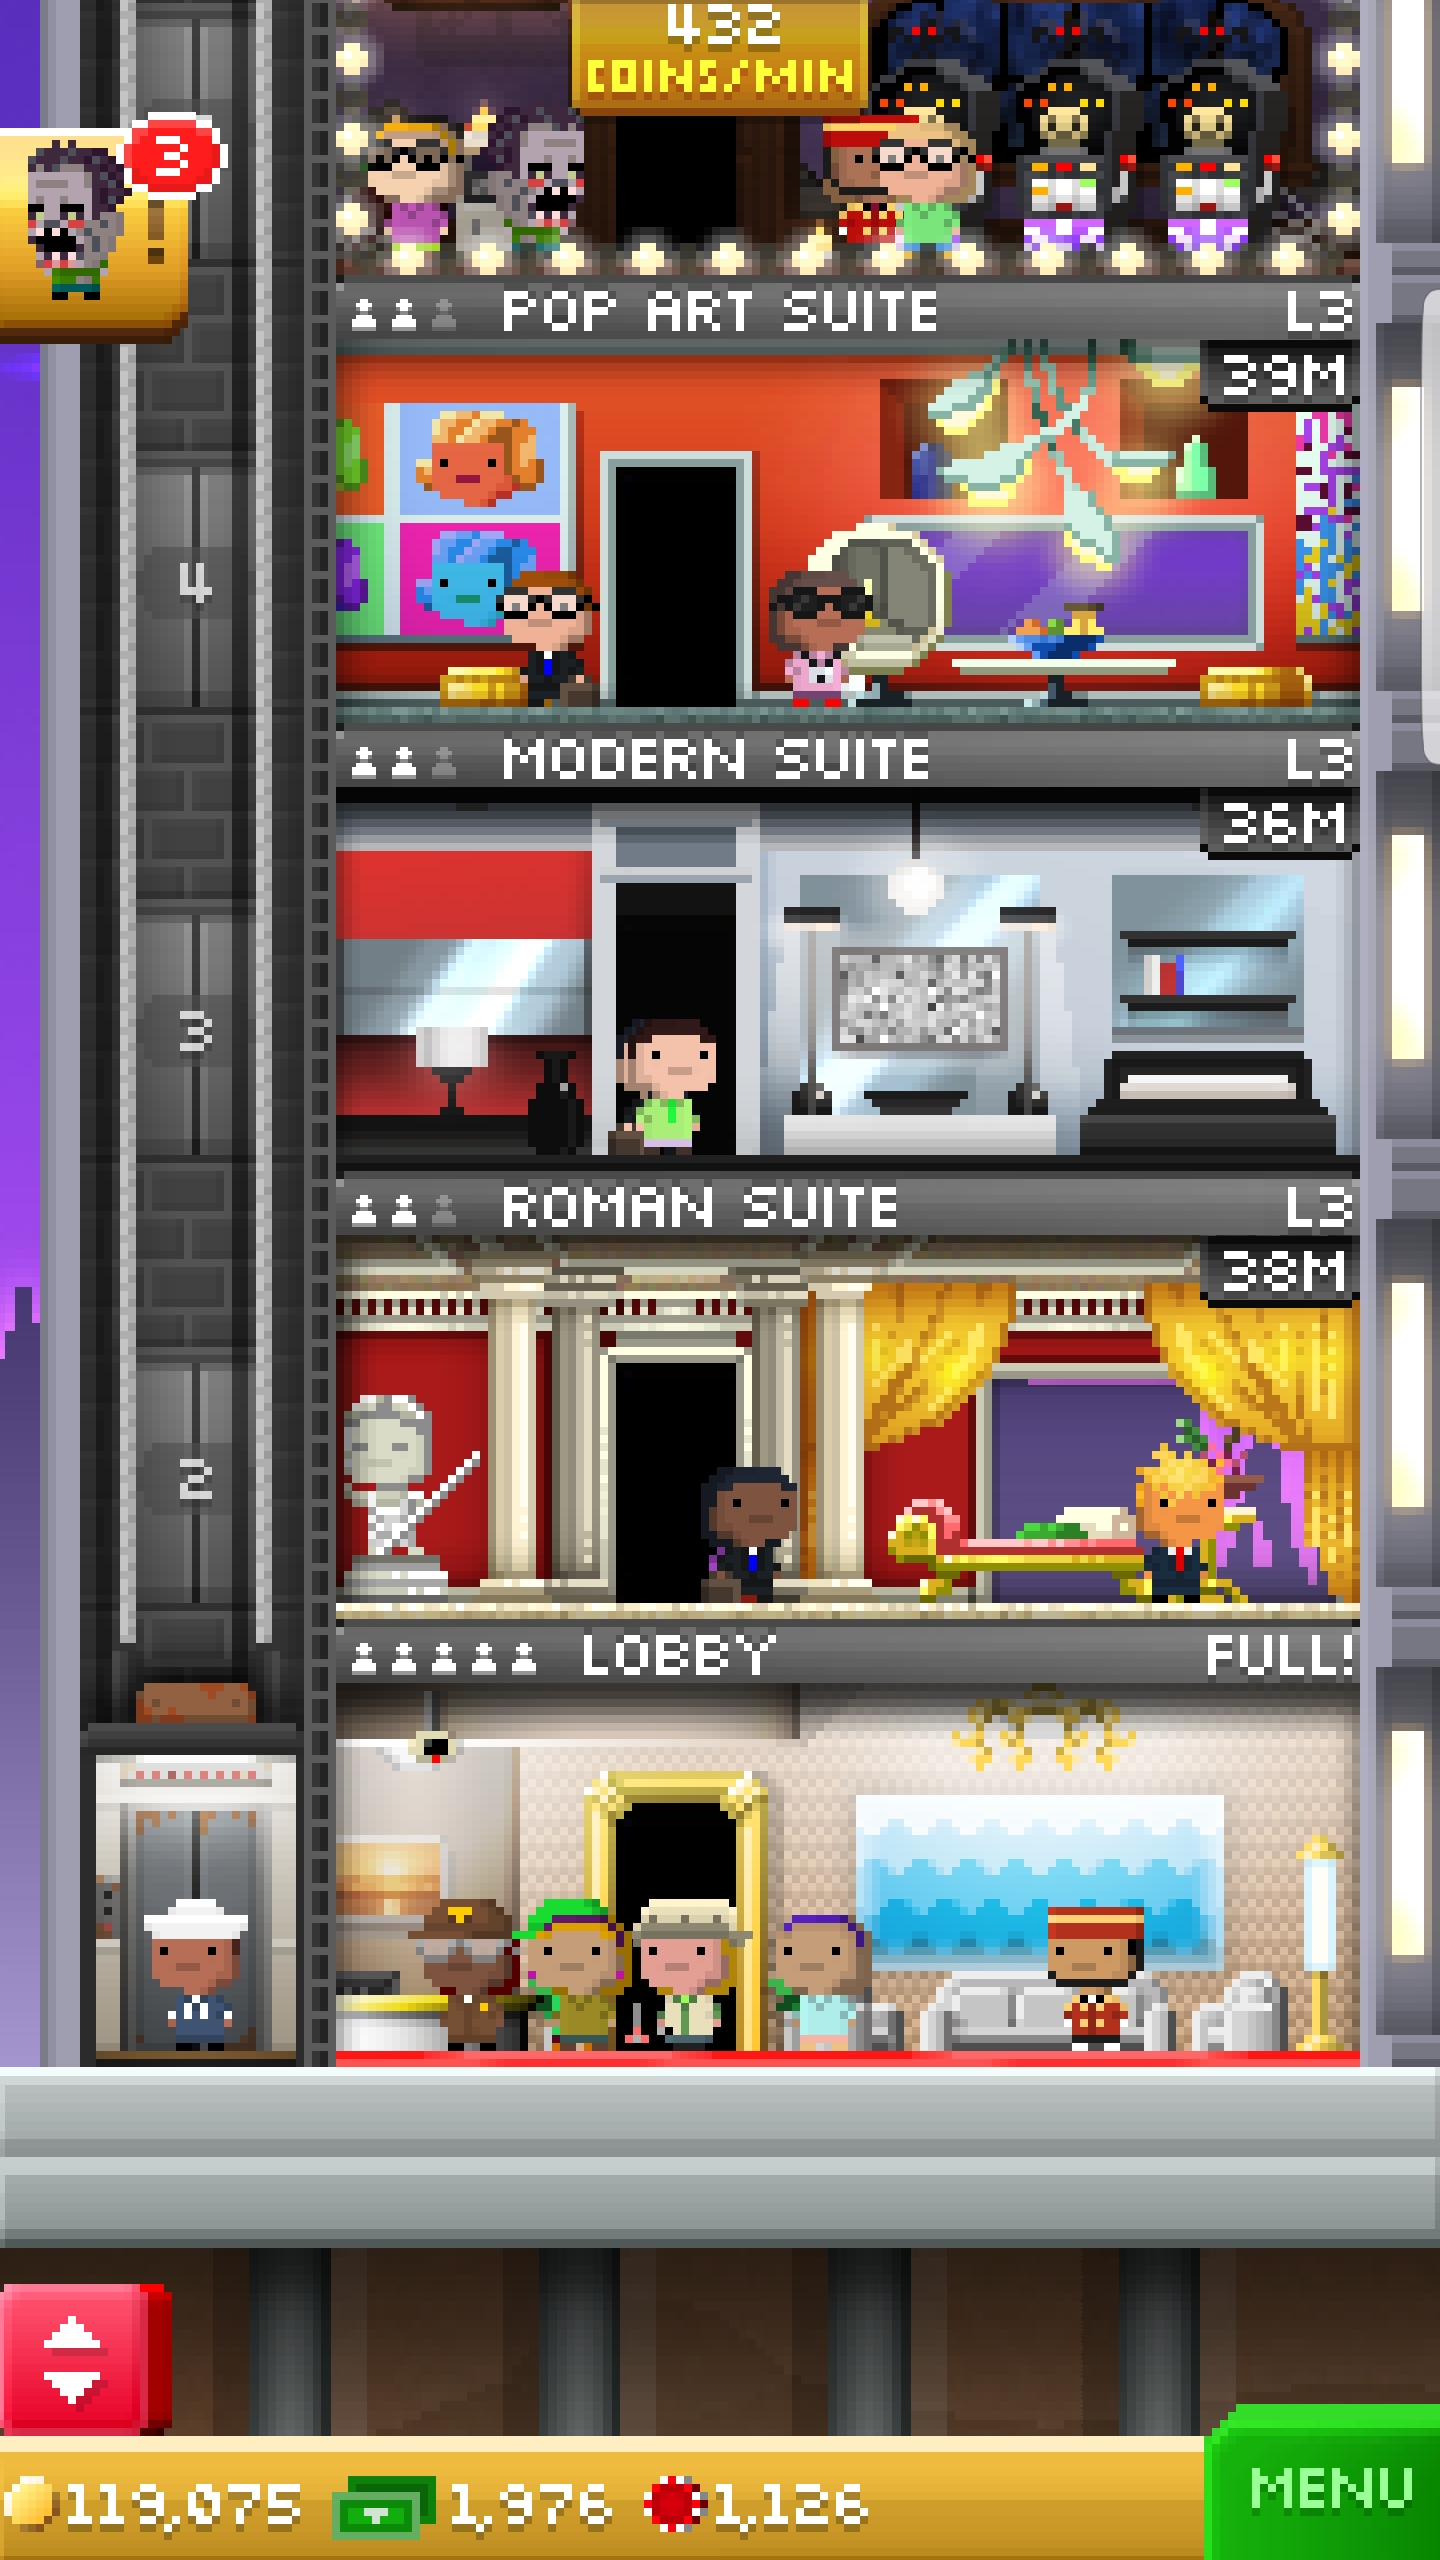 432
COINS/MIN
3
!
POP ART SUITE L3
39M
4
MODERN SUITE L3
36M
3
ROMAN SUITE L3
38M
2
LOBBY FULL!
119,075 1,976 1,126
MENU